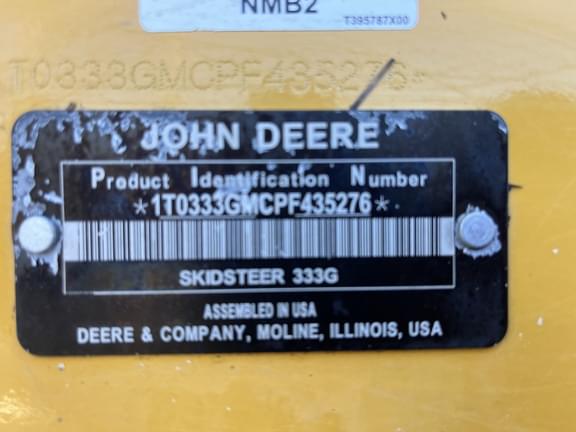 NMB2
T395787X00
T0333GMCPF435276*
JOHN DEERE
Product Identification Number
*1T0333GMCPF435276*
SKIDSTEER 333G
ASSEMBLED IN USA
DEERE & COMPANY, MOLINE, ILLINOIS, USA